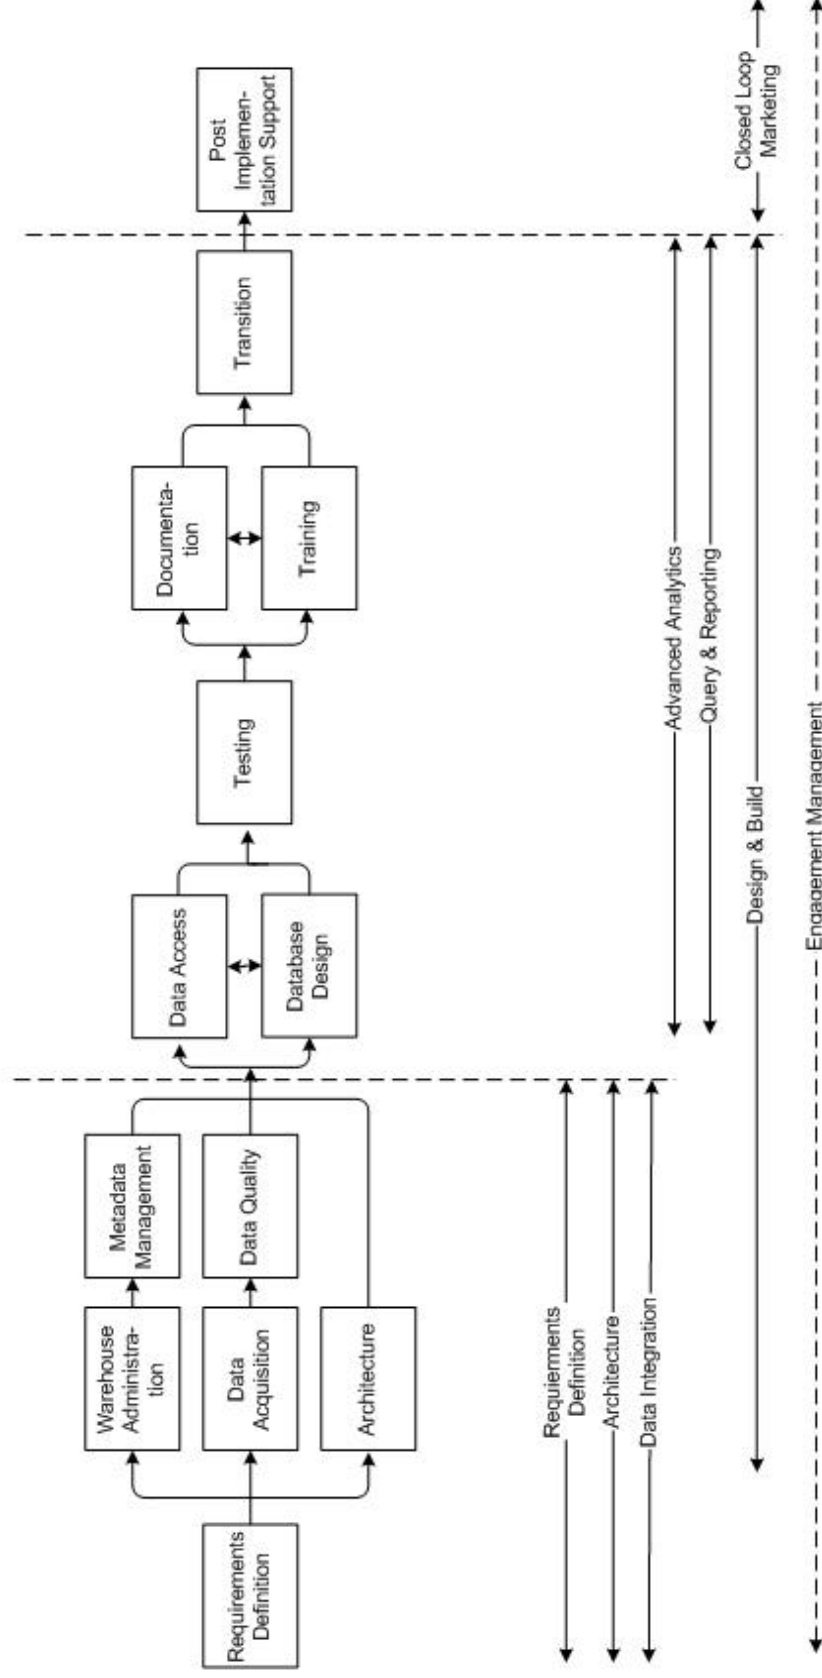 Requirements
Definition
Warehouse
Administra-
tion
Metadata
Management
Data
Acquisition
Data Quality
Architecture
Data Access
Database
Design
Testing
Documenta-
tion
Training
Transition
Post
Implemen-
tation Support
Requierments
Definition
Architecture
Data Integration
Advanced Analytics
Query & Reporting
Design & Build
Closed Loop
Marketing
Engagement Management